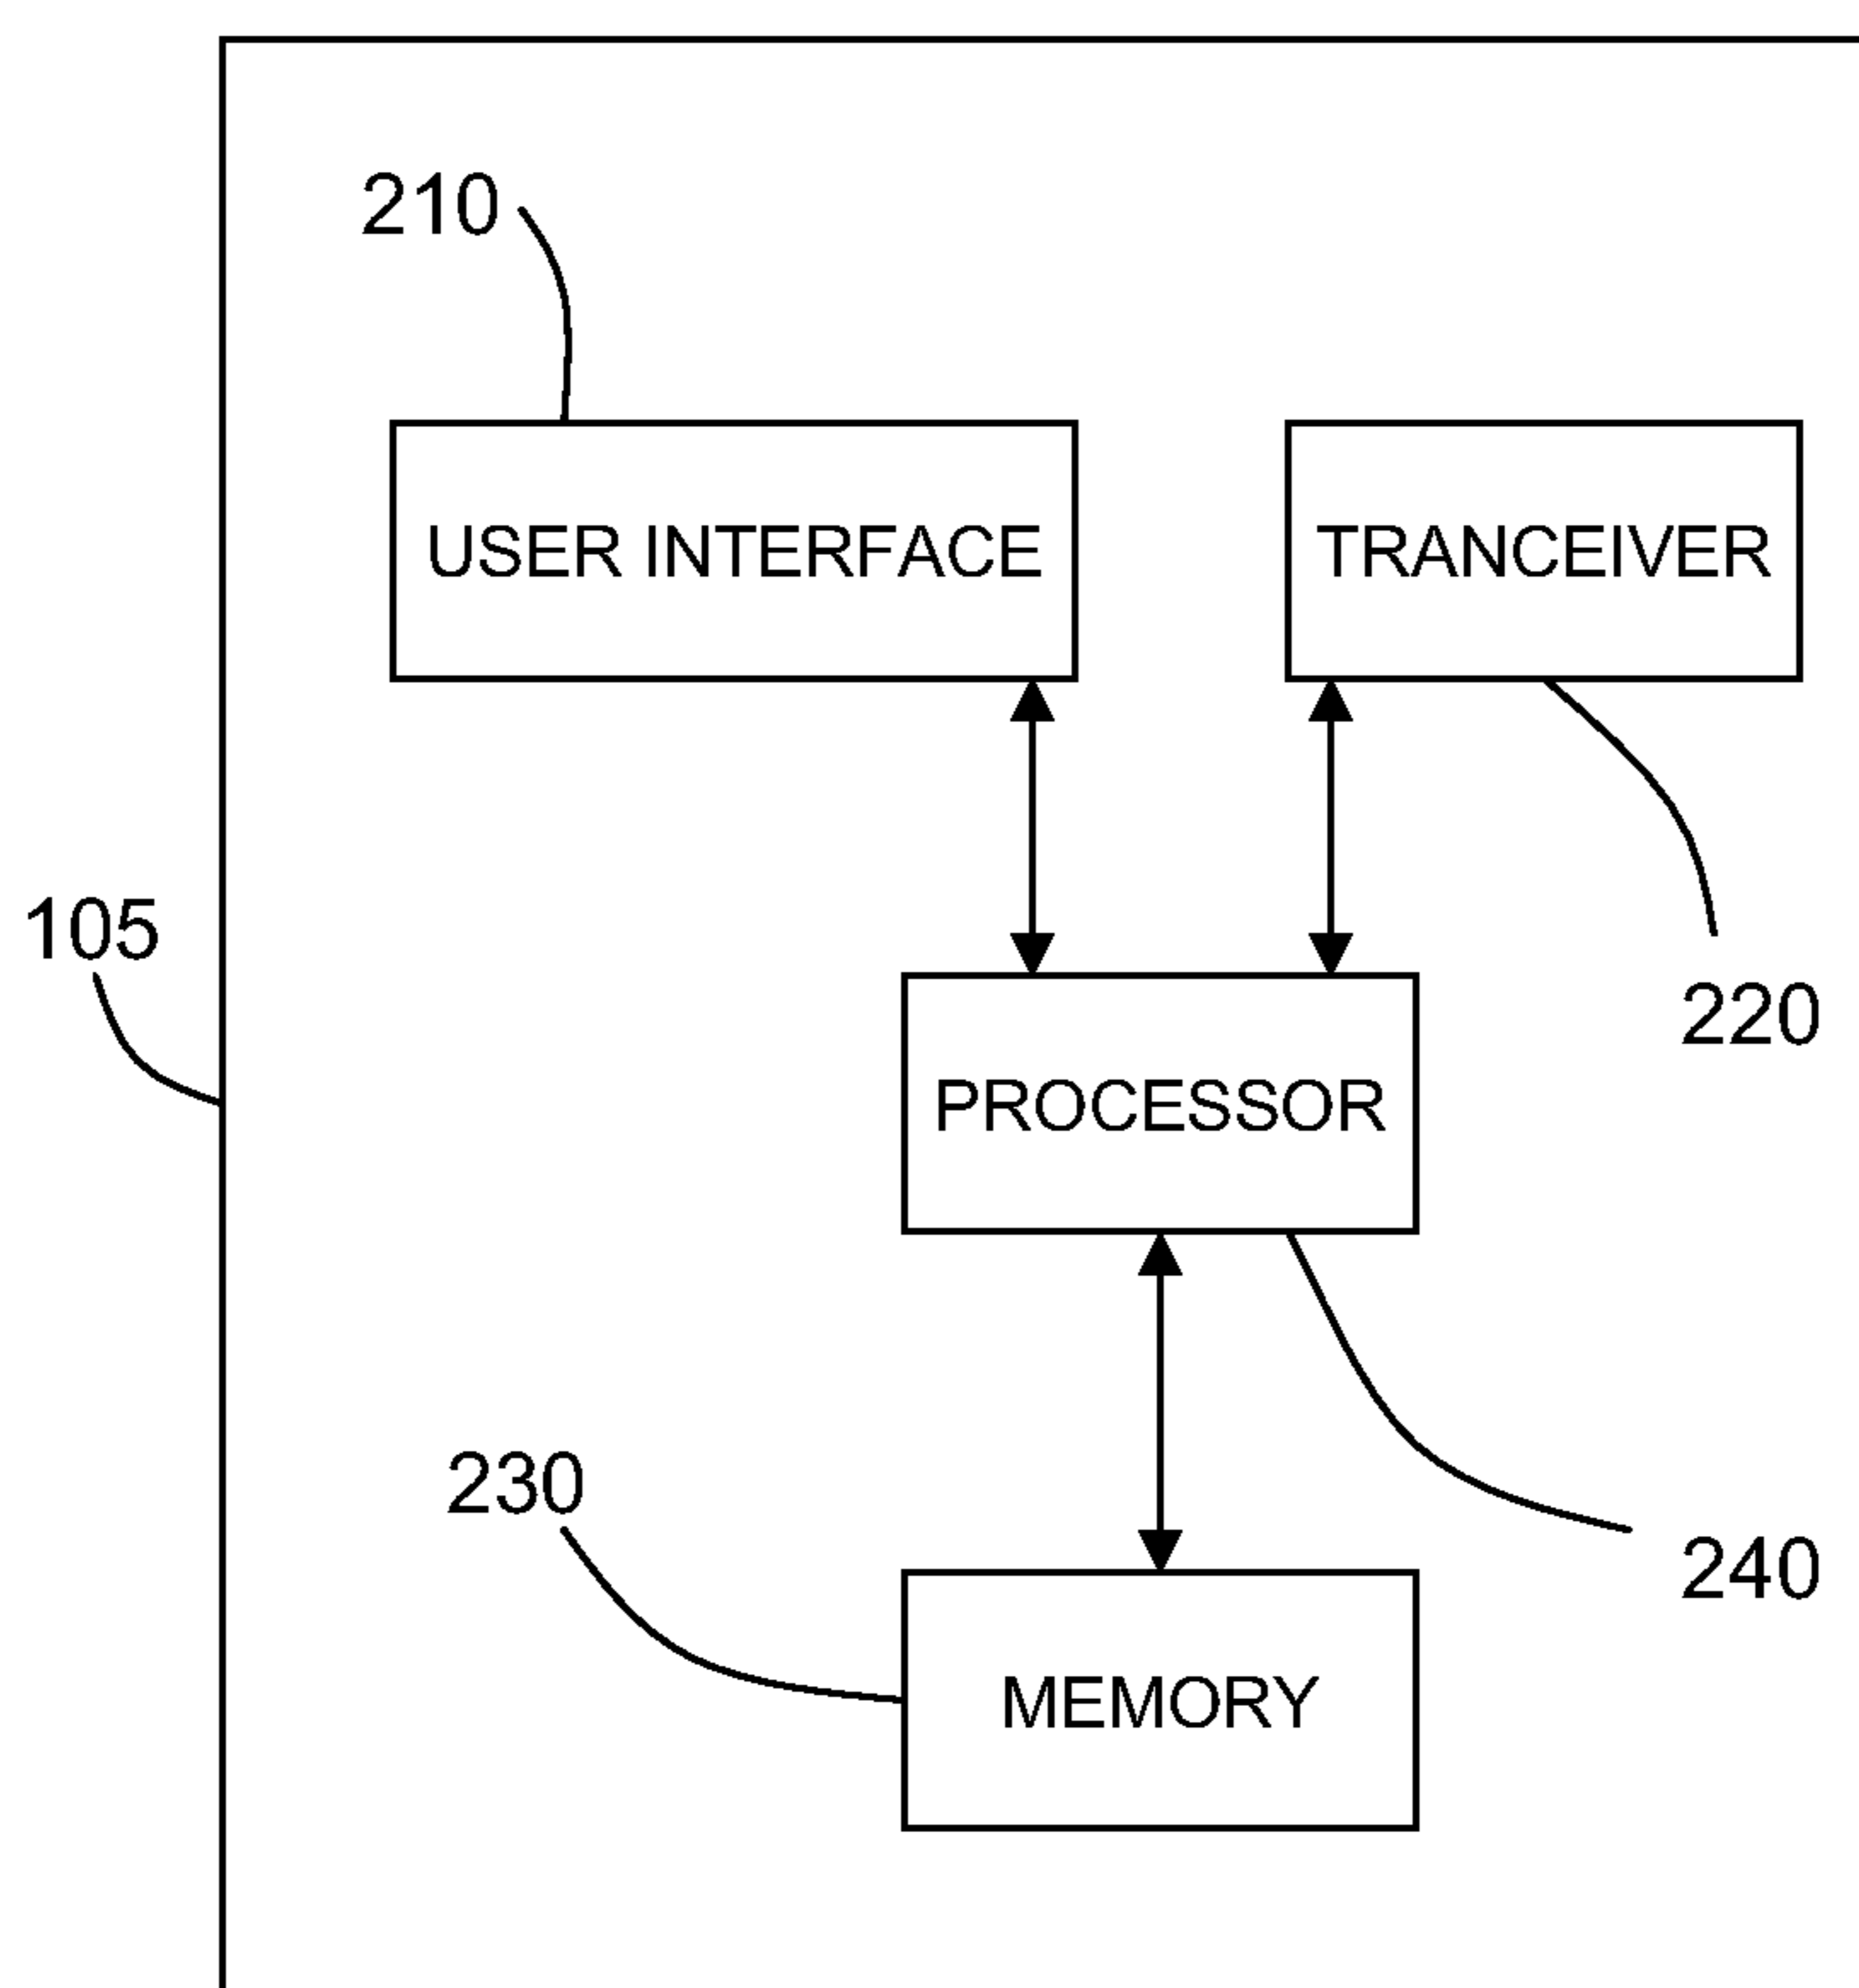 210
USER INTERFACE
TRANCEIVER
105
220
PROCESSOR
230
240
MEMORY